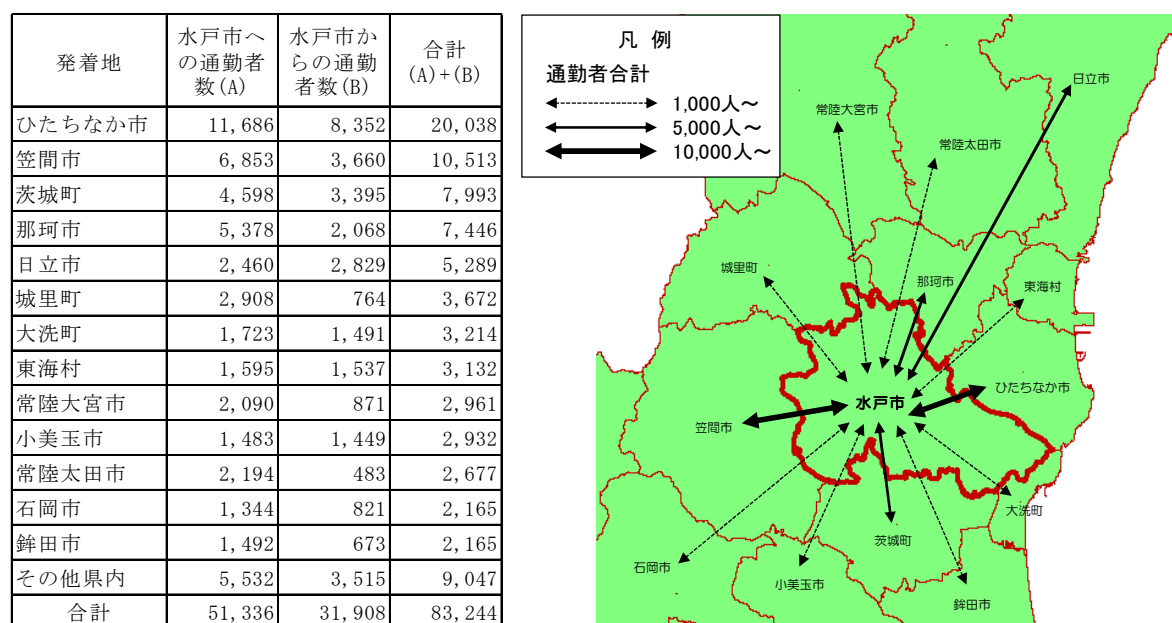 発着地 水戸市への通勤者数(A) 水戸市からの通勤者数(B) 合計(A)+(B)
ひたちなか市 11,686 8,352 20,038
笠間市 6,853 3,660 10,513
茨城町 4,598 3,395 7,993
那珂市 5,378 2,068 7,446
日立市 2,460 2,829 5,289
城里町 2,908 764 3,672
大洗町 1,723 1,491 3,214
東海村 1,595 1,537 3,132
常陸大宮市 2,090 871 2,961
小美玉市 1,483 1,449 2,932
常陸太田市 2,194 483 2,677
石岡市 1,344 821 2,165
鉾田市 1,492 673 2,165
その他県内 5,532 3,515 9,047
合計 51,336 31,908 83,244
凡 例
通勤者合計
1,000人~
5,000人~
10,000人~
日立市
常陸大宮市
常陸太田市
城里町
那珂市
東海村
ひたちなか市
水戸市
笠間市
大洗町
茨城町
石岡市
小美玉市
鉾田市